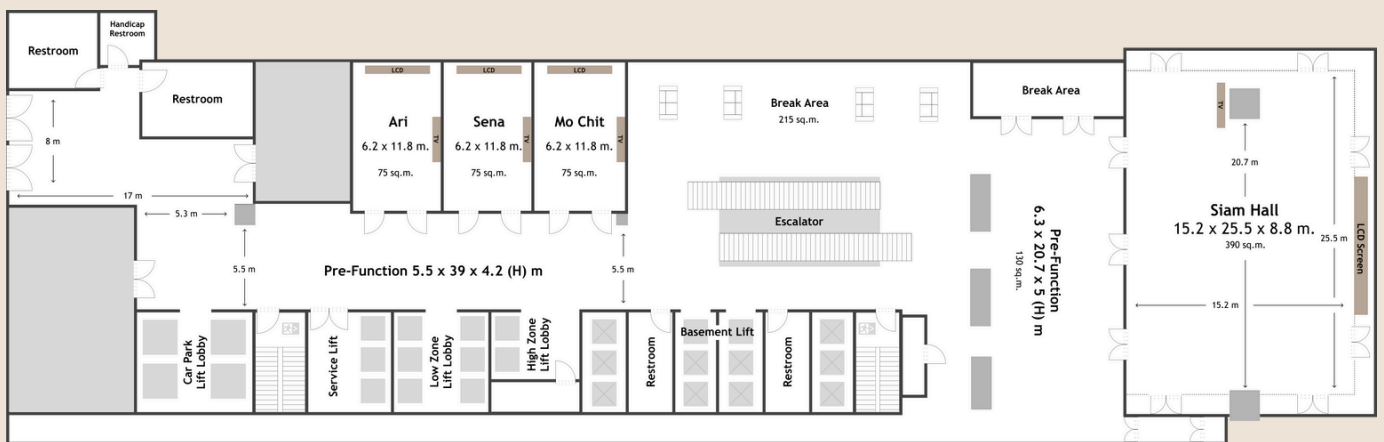 Handicap
Restroom
Restroom
Restroom
8 m
17 m
5.3 m
5.5 m
LCD
Ari
6.2 x 11.8 m.
75 sq.m.
TV
LCD
Sena
6.2 x 11.8 m.
75 sq.m.
TV
LCD
Mo Chit
6.2 x 11.8 m.
75 sq.m.
TV
Break Area
215 sq.m.
Escalator
Pre-Function 5.5 x 39 x 4.2 (H) m
5.5 m
Car Park
Lift Lobby
Service Lift
Low Zone
Lift Lobby
High Zone
Lift Lobby
Restroom
Basement Lift
Restroom
Break Area
Pre-Function
6.3 x 20.7 x 5 (H) m
130 sq.m.
TV
20.7 m
Siam Hall
15.2 x 25.5 x 8.8 m.
390 sq.m.
25.5 m
15.2 m
LCD Screen